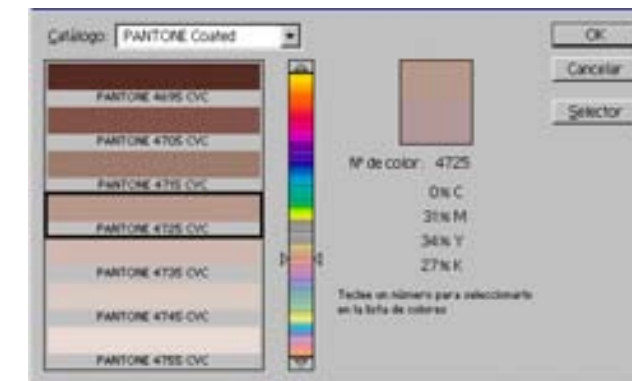 Catálogo: PANTONE Coated
OK
Cancelar
Selector
PANTONE 4695 CVC
PANTONE 4705 CVC
PANTONE 4715 CVC
PANTONE 4725 CVC
PANTONE 4735 CVC
PANTONE 4745 CVC
PANTONE 4755 CVC
Nº de color: 4725
0% C
31% M
34% Y
27% K
Teclee un número para seleccionarlo
en la lista de colores